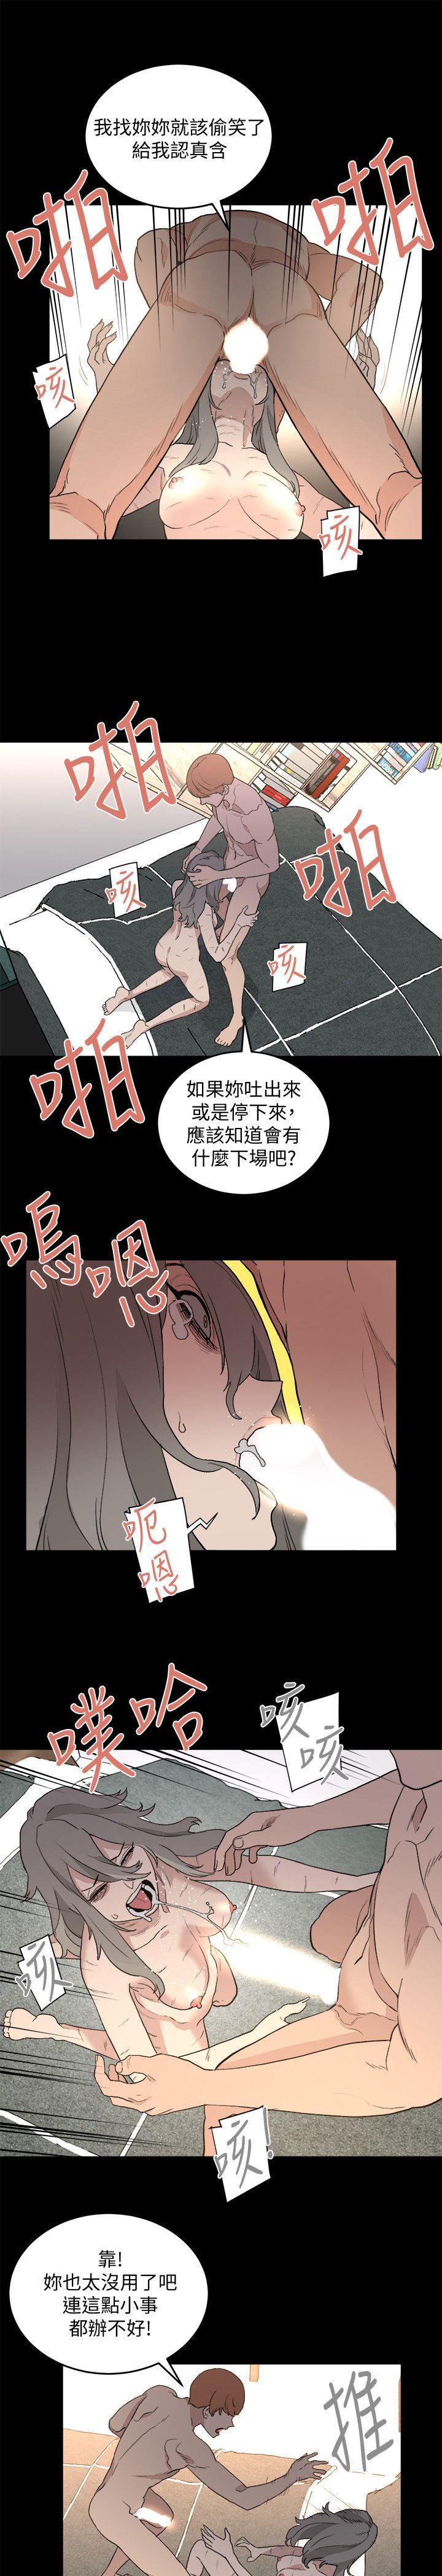 我找妳妳就該偷笑了
給我認真含
啪
啪
咳
咳
啪
啪
咳
咳
啪
如果妳吐出來
或是停下來,
應該知道會有
什麼下場吧?
嗚嗯
呃嗯
噗哈
咳咳
咳
咳!
靠!
妳也太沒用了吧
連這點小事
都辦不好!
推